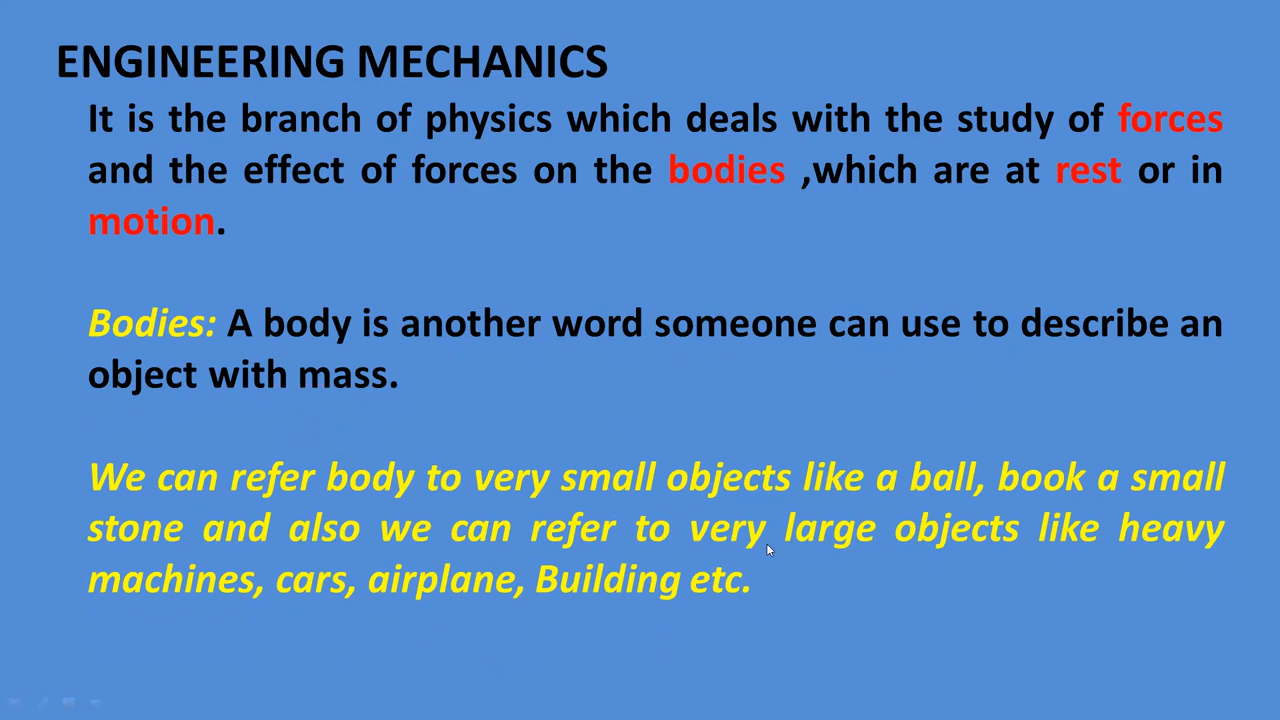 ENGINEERING MECHANICS
It is the branch of physics which deals with the study of forces
and the effect of forces on the bodies ,which are at rest or in
motion.
Bodies: A body is another word someone can use to describe an
object with mass.
We can refer body to very small objects like a ball, book a small
stone and also we can refer to very large objects like heavy
machines, cars, airplane, Building etc.